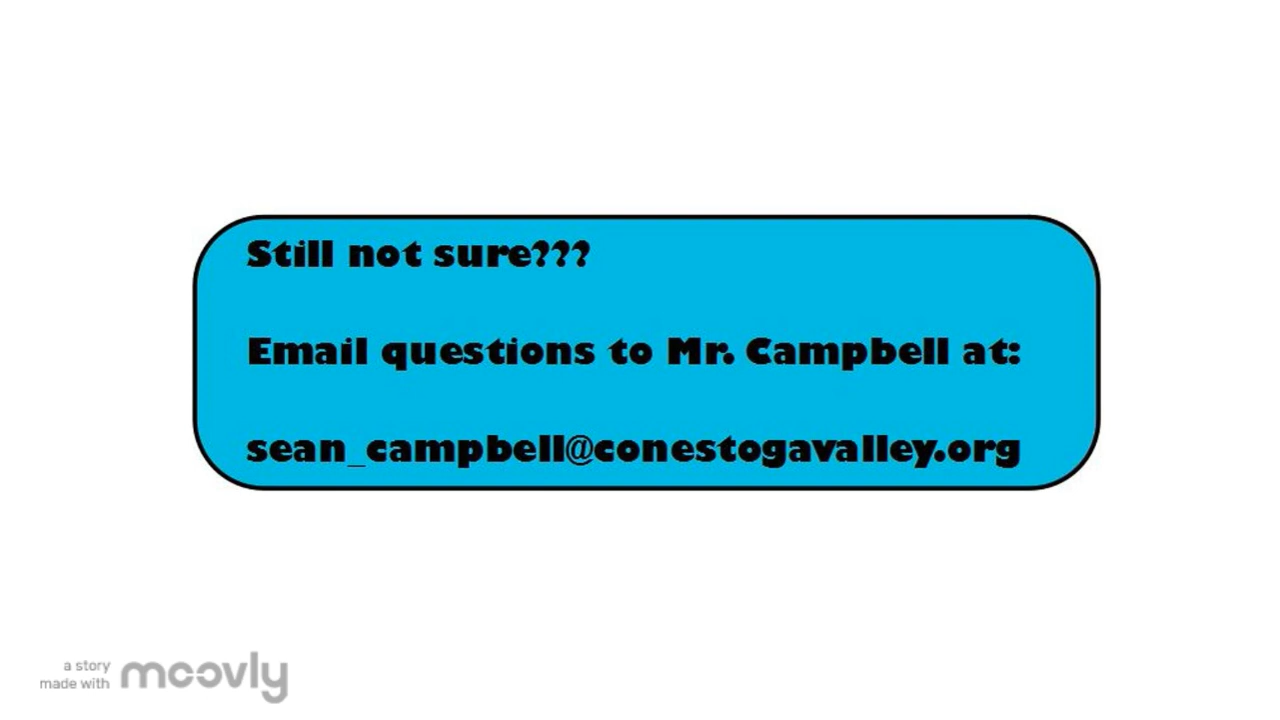 Still not sure???
Email questions to Mr. Campbell at:
sean_campbell@conestogavalley.org
a story
made with moovly